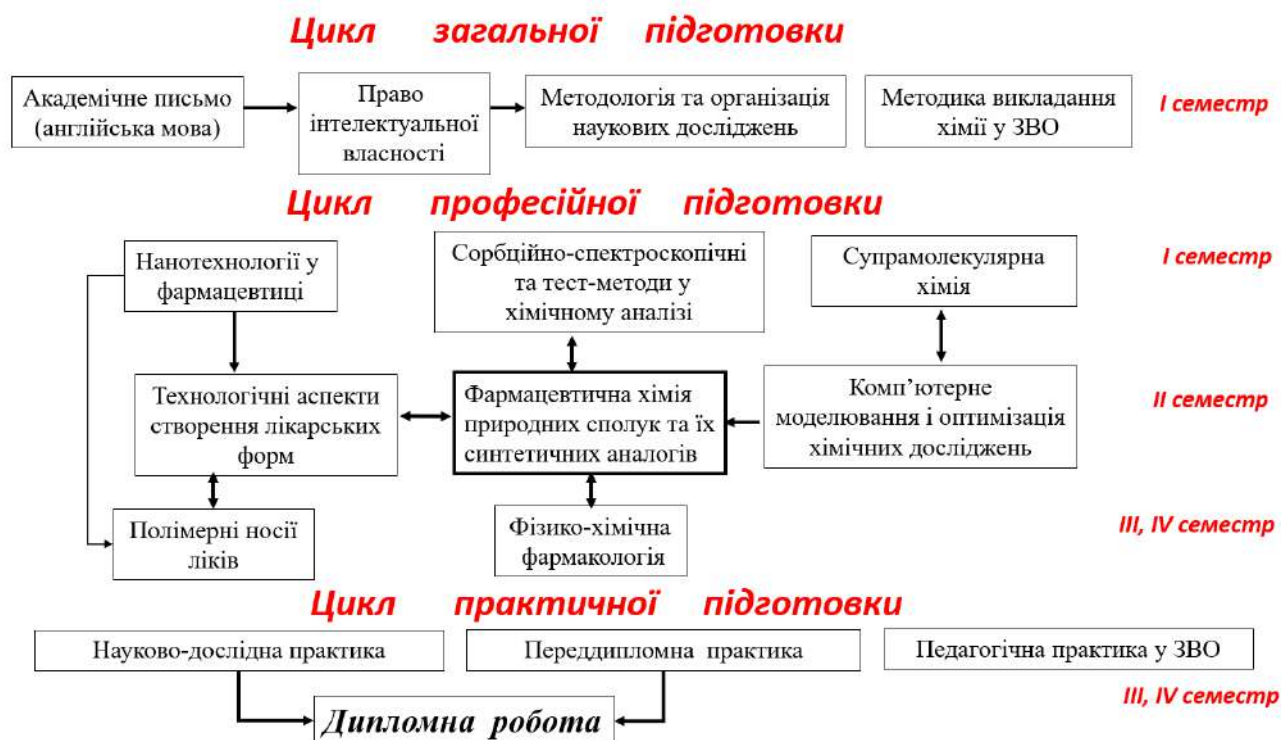 Цикл загальної підготовки
Академічне письмо
(англійська мова)
Право
інтелектуальної
власності
Методологія та організація
наукових досліджень
Методика викладання
хімії у ЗВО
І семестр
Цикл професійної підготовки
Нанотехнології у
фармацевтиці
Сорбційно-спектроскопічні
та тест-методи у
хімічному аналізі
Супрамолекулярна
хімія
І семестр
Технологічні аспекти
створення лікарських
форм
Фармацевтична хімія
природних сполук та їх
синтетичних аналогів
Комп’ютерне
моделювання і оптимізація
хімічних досліджень
ІІ семестр
Полімерні носії
ліків
Фізико-хімічна
фармакологія
ІІІ, IV семестр
Цикл практичної підготовки
Науково-дослідна практика
Переддипломна практика
Педагогічна практика у ЗВО
ІІІ, IV семестр
Дипломна робота